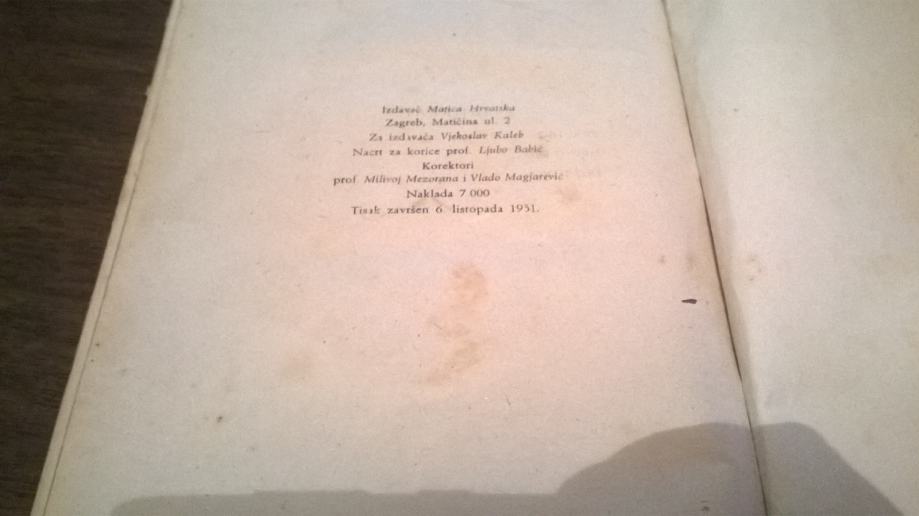 Izdavač Matica Hrvatska
Zagreb, Matičina ul. 2
Za izdavača Vjekoslav Kaleb
Nacrt za korice prof. Ljubo Babić
Korektori
prof. Milivoj Mezorana i Vlado Magjarević
Naklada 7 000
Tisak završen 6. listopada 1951.